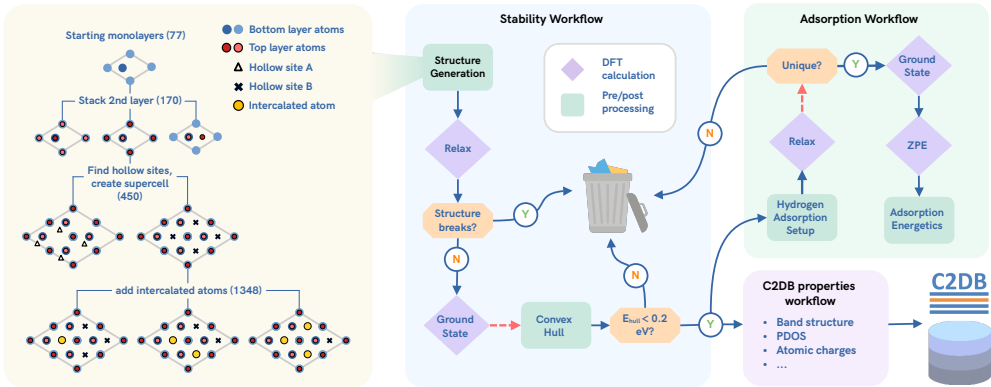 Starting monolayers (77)
Bottom layer atoms
Top layer atoms
Hollow site A
Hollow site B
Intercalated atom
Stack 2nd layer (170)
Find hollow sites,
create supercell
(450)
add intercalated atoms (1348)
Stability Workflow
Structure
Generation
DFT
calculation
Pre/post
processing
Relax
Structure
breaks?
Y
N
Ground
State
Convex
Hull
Ehull < 0.2
eV?
N
Y
N
Adsorption Workflow
Unique?
Y
Ground
State
Relax
ZPE
Hydrogen
Adsorption
Setup
Adsorption
Energetics
C2DB properties
workflow
• Band structure
• PDOS
• Atomic charges
• ...
C2DB